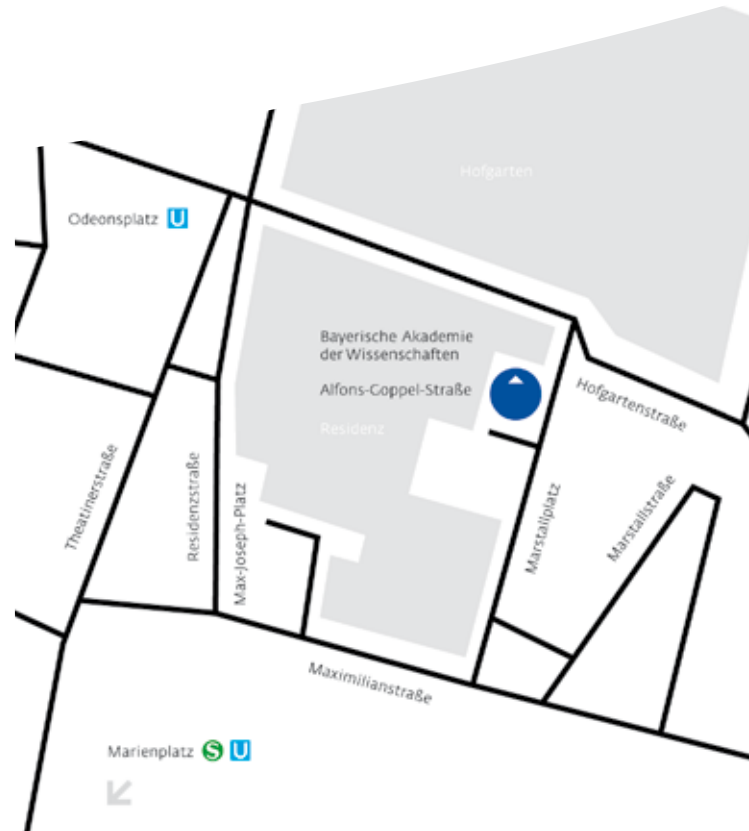 Hofgarten
Odeonsplatz U
Bayerische Akademie
der Wissenschaften
Alfons-Goppel-Straße
Residenz
Hofgartenstraße
Theatinerstraße
Residenzstraße
Max-Joseph-Platz
Marstallplatz
Marstallstraße
Maximilianstraße
Marienplatz S U